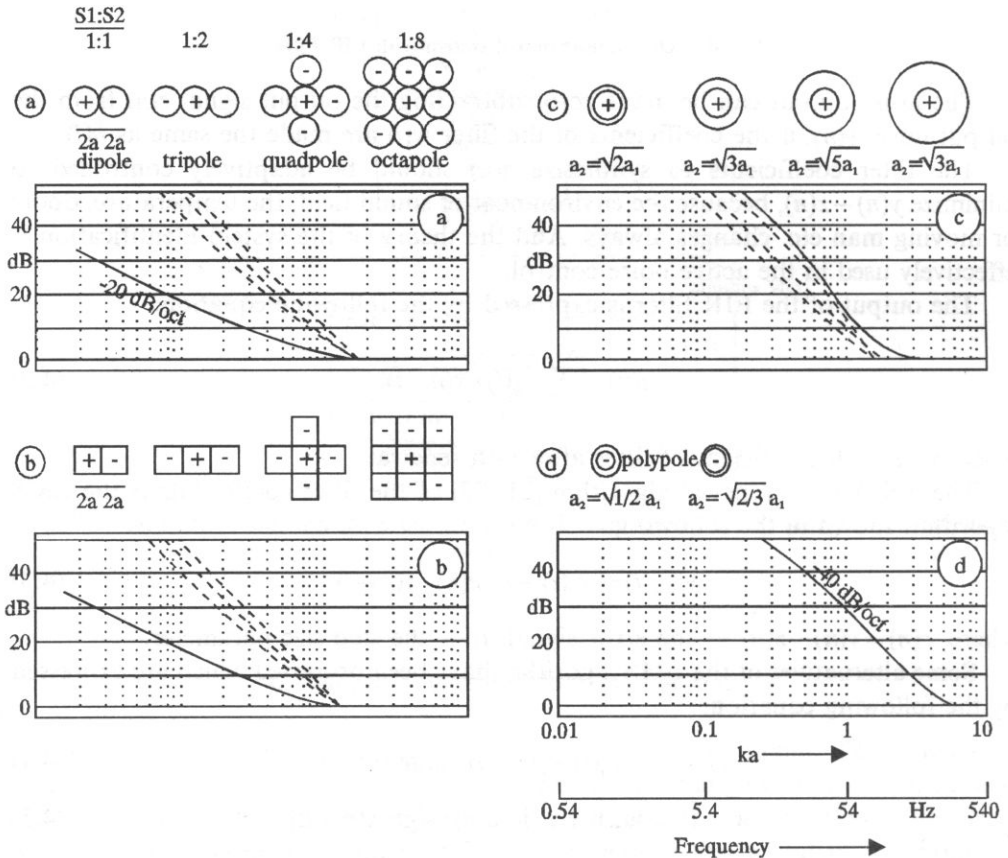 S1:S2
1:1 1:2 1:4 1:8
a + - + - - + - + - - - - - + - - - -
2a 2a
dipole tripole quadpole octapole
c + + + +
a₂=√2a₁ a₂=√3a₁ a₂=√5a₁ a₂=√3a₁
40
dB
20
0
-20 dB/oct
a
40
dB
20
0
c
b + - - + - - + - - - - - - - + - - - -
2a 2a
d - polypole -
a₂=√1/2 a₁ a₂=√2/3 a₁
40
dB
20
0
b
40
dB
20
0
-40 dB/oct
d
0.01 0.1 1 10
ka
0.54 5.4 54 Hz 540
Frequency